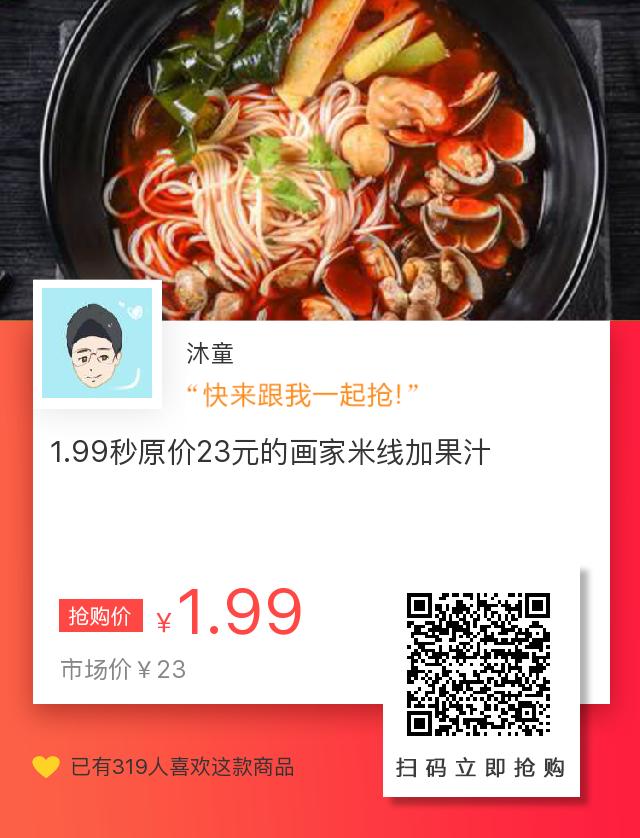 沐童
“快来跟我一起抢!”
1.99秒原价23元的画家米线加果汁
抢购价 ¥1.99
市场价¥23
扫码立即抢购
已有319人喜欢这款商品